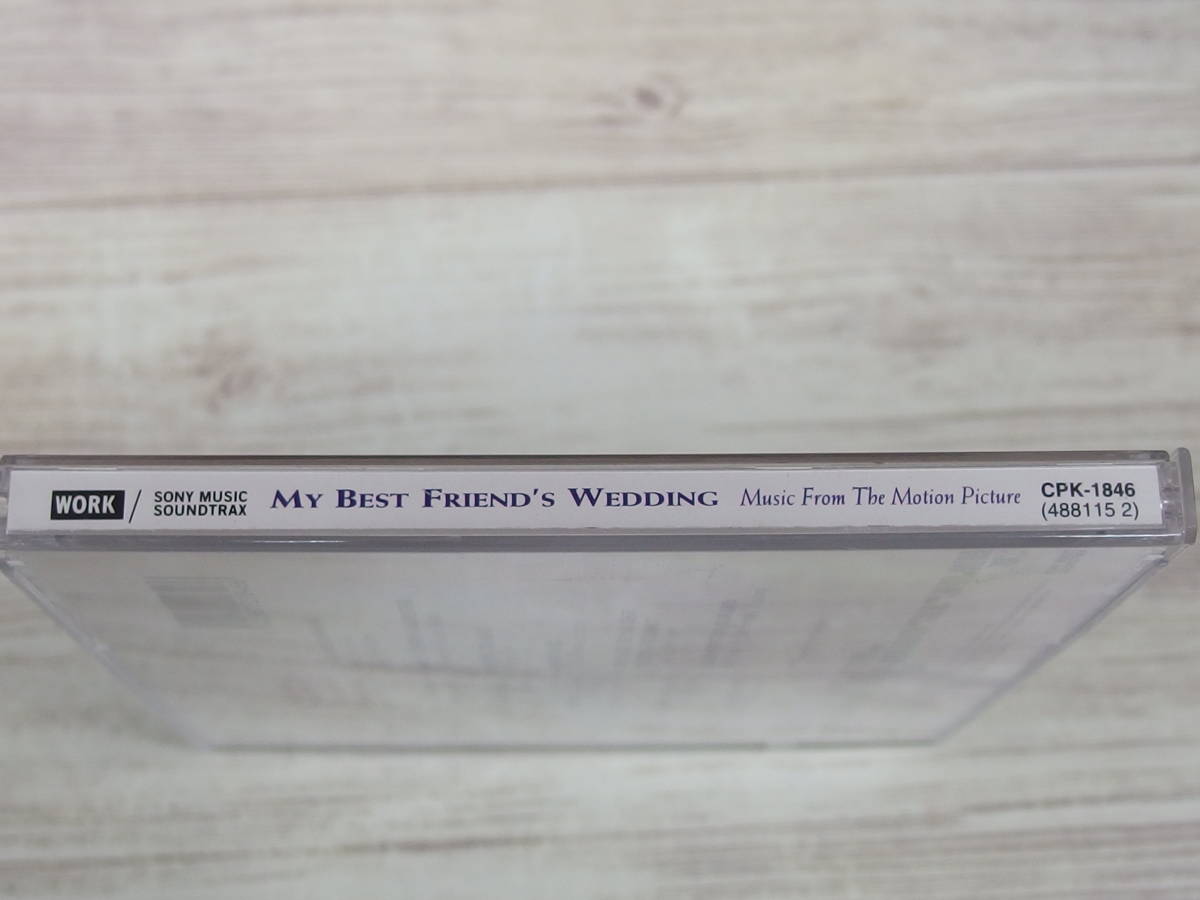 WORK / SONY MUSIC SOUNDTRAX
MY BEST FRIEND'S WEDDING Music From The Motion Picture
CPK-1846
(488115 2)